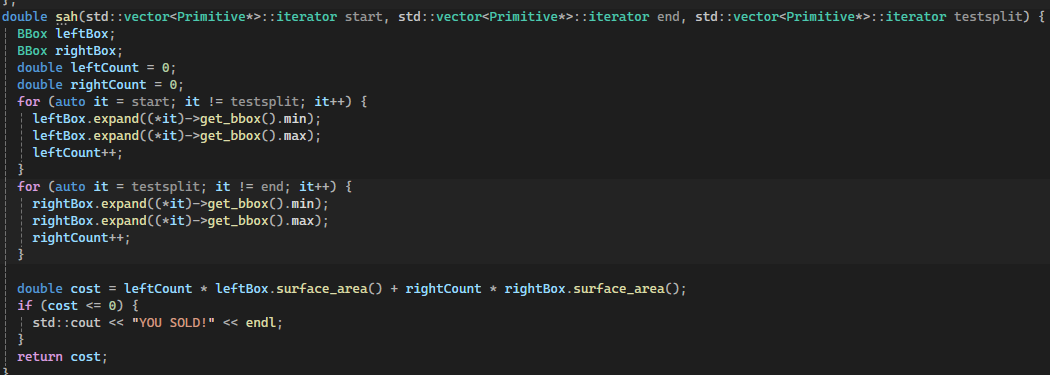 };
double sah(std::vector<Primitive*>::iterator start, std::vector<Primitive*>::iterator end, std::vector<Primitive*>::iterator testsplit) {
  BBox leftBox;
  BBox rightBox;
  double leftCount = 0;
  double rightCount = 0;
  for (auto it = start; it != testsplit; it++) {
    leftBox.expand((*it)->get_bbox().min);
    leftBox.expand((*it)->get_bbox().max);
    leftCount++;
  }
  for (auto it = testsplit; it != end; it++) {
    rightBox.expand((*it)->get_bbox().min);
    rightBox.expand((*it)->get_bbox().max);
    rightCount++;
  }
  double cost = leftCount * leftBox.surface_area() + rightCount * rightBox.surface_area();
  if (cost <= 0) {
    std::cout << "YOU SOLD!" << endl;
  }
  return cost;
}